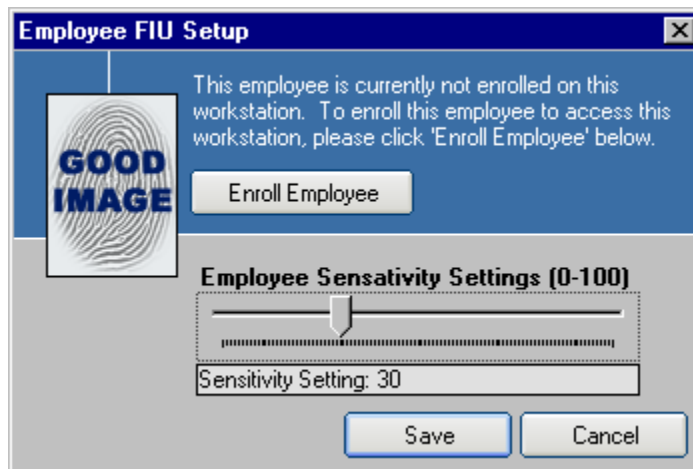 Employee FIU Setup
This employee is currently not enrolled on this
workstation.  To enroll this employee to access this
workstation, please click 'Enroll Employee' below.
GOOD
IMAGE
Enroll Employee
Employee Sensativity Settings (0-100)
Sensitivity Setting: 30
Save
Cancel